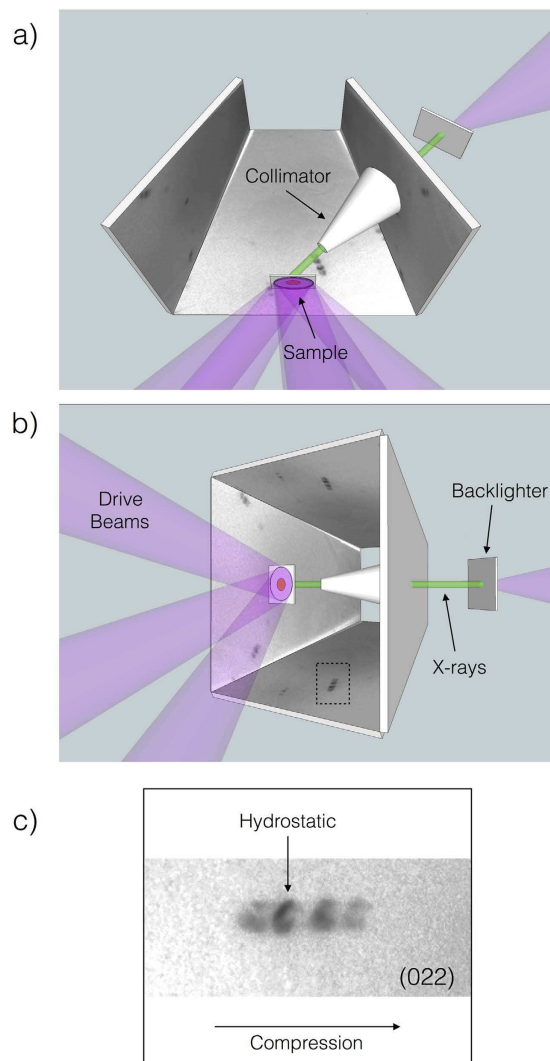 a)
Collimator
Sample
b)
Drive
Beams
Backlighter
X-rays
c)
Hydrostatic
(022)
Compression